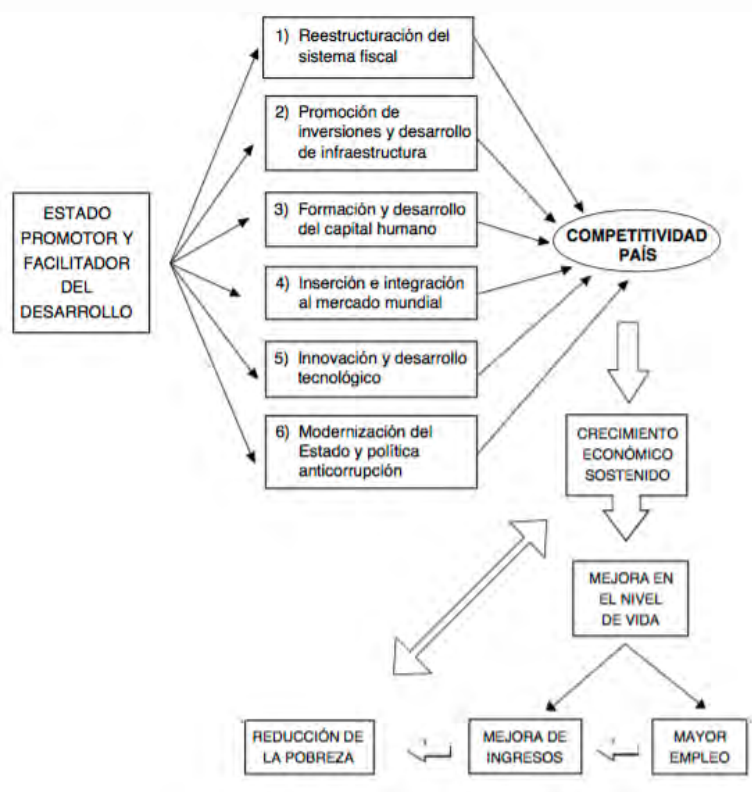 ESTADO
PROMOTOR Y
FACILITADOR
DEL
DESARROLLO
1) Reestructuración del
sistema fiscal
2) Promoción de
inversiones y desarrollo
de infraestructura
3) Formación y desarrollo
del capital humano
4) Inserción e integración
al mercado mundial
5) Innovación y desarrollo
tecnológico
6) Modernización del
Estado y política
anticorrupción
COMPETITIVIDAD
PAÍS
CRECIMIENTO
ECONÓMICO
SOSTENIDO
MEJORA EN
EL NIVEL
DE VIDA
REDUCCIÓN DE
LA POBREZA
MEJORA DE
INGRESOS
MAYOR
EMPLEO